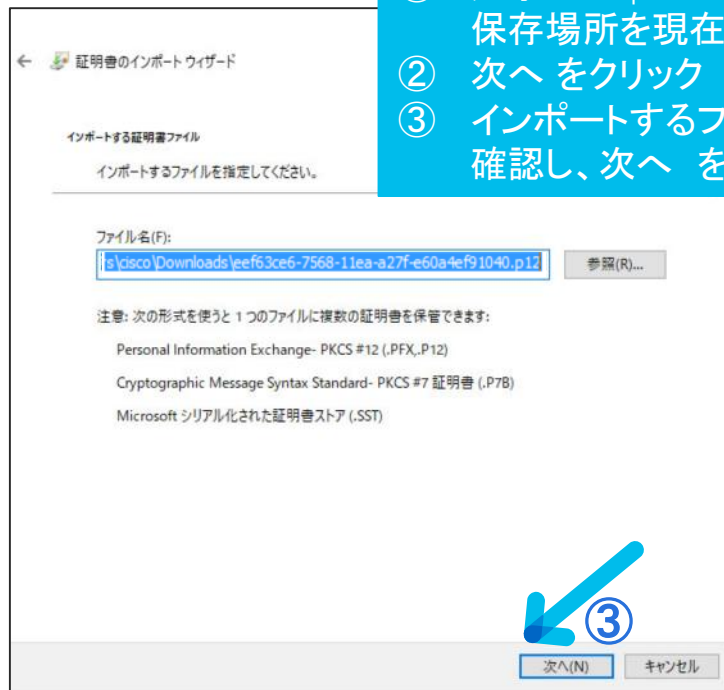 保存場所を現在
② 次へ をクリック
③ インポートするフ
確認し、次へ を
← 証明書のインポート ウィザード
インポートする証明書ファイル
インポートするファイルを指定してください。
ファイル名(F):
rs\cisco\Downloads\eef63ce6-7568-11ea-a27f-e60a4ef91040.p12
参照(R)...
注意: 次の形式を使うと 1 つのファイルに複数の証明書を保管できます:
Personal Information Exchange- PKCS #12 (.PFX,.P12)
Cryptographic Message Syntax Standard- PKCS #7 証明書 (.P7B)
Microsoft シリアル化された証明書ストア (.SST)
③
次へ(N) キャンセル